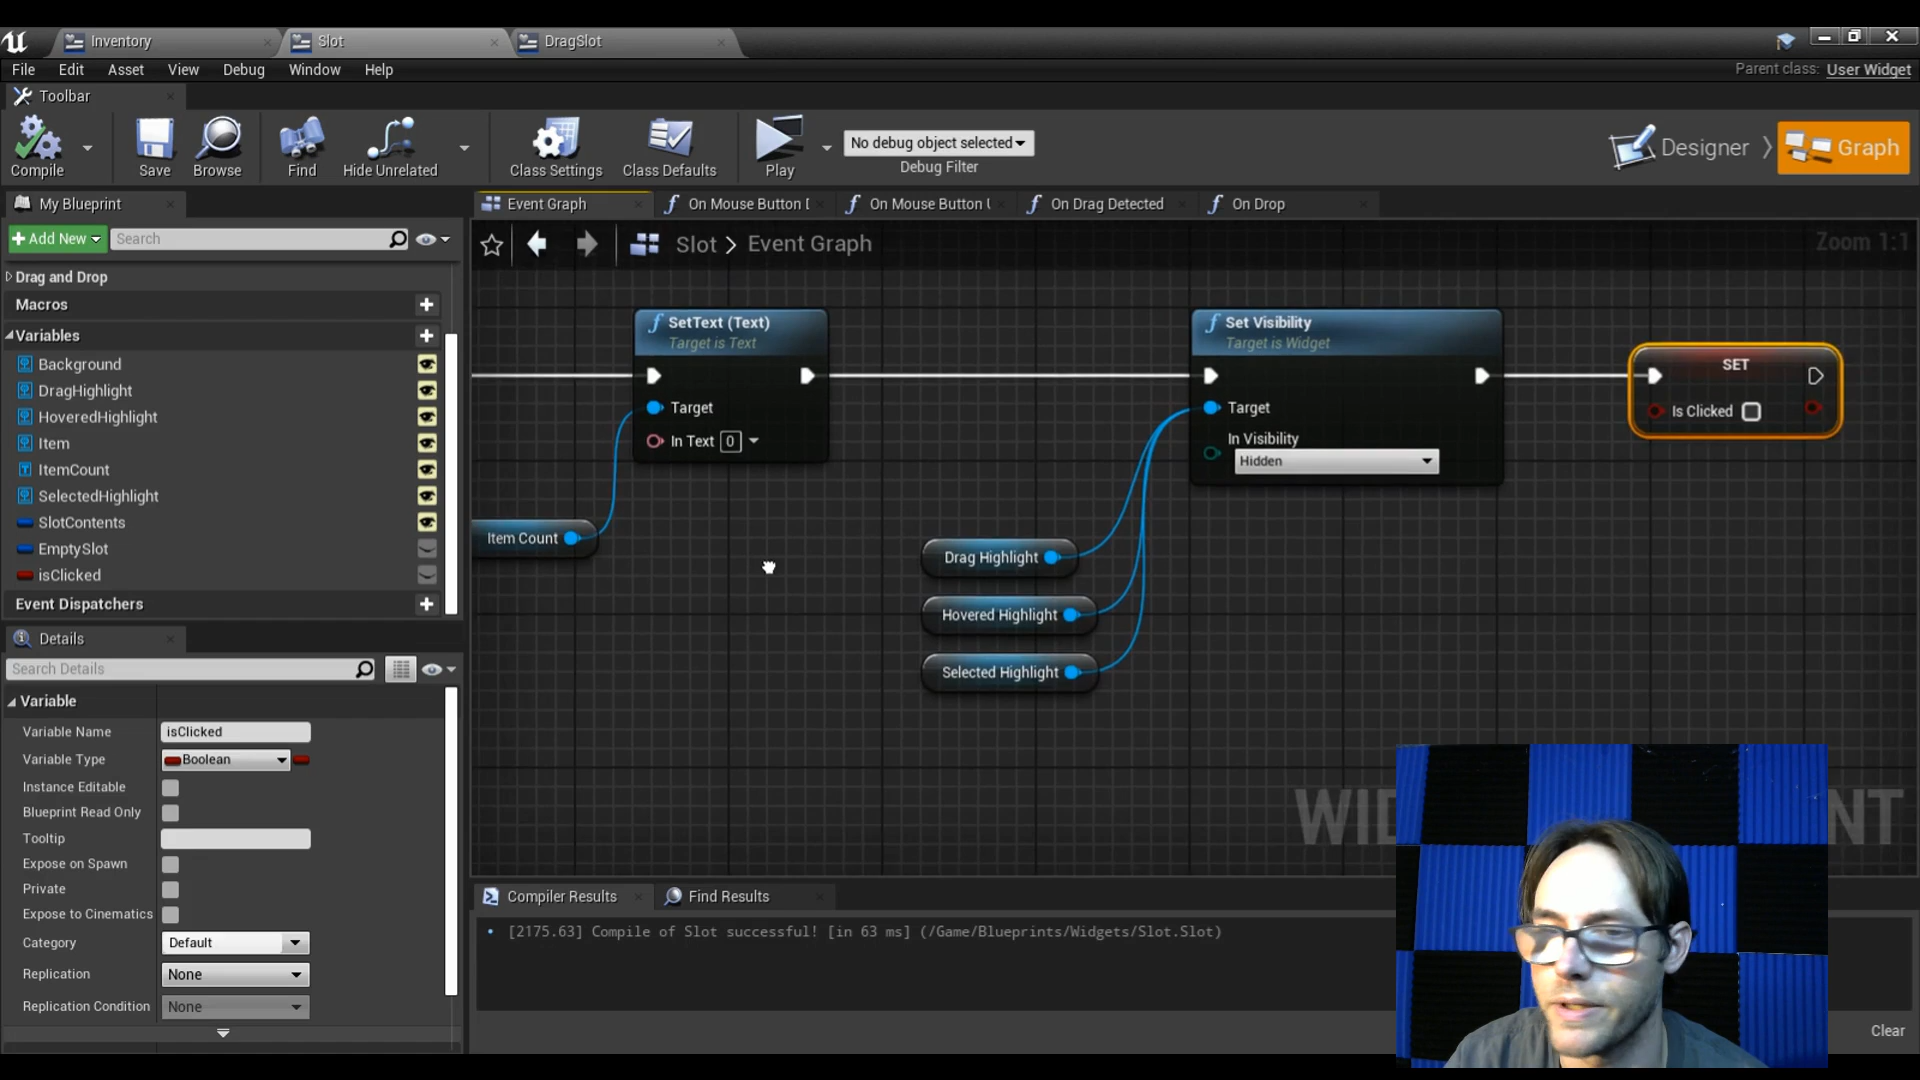 Inventory
Slot
DragSlot
File Edit Asset View Debug Window Help
Parent class: User Widget
Toolbar
Compile
Save
Browse
Find
Hide Unrelated
Class Settings
Class Defaults
Play
No debug object selected
Debug Filter
Designer
Graph
My Blueprint
Event Graph
On Mouse Button
On Mouse Button
On Drag Detected
On Drop
Add New
Search
Slot > Event Graph
Zoom 1:1
Drag and Drop
Macros
Variables
Background
DragHighlight
HoveredHighlight
Item
ItemCount
SelectedHighlight
SlotContents
EmptySlot
isClicked
Event Dispatchers
SetText (Text)
Target is Text
Target
In Text 0
Item Count
Set Visibility
Target is Widget
Target
In Visibility
Hidden
SET
Is Clicked
Drag Highlight
Hovered Highlight
Selected Highlight
Details
Search Details
Variable
Variable Name isClicked
Variable Type Boolean
Instance Editable
Blueprint Read Only
Tooltip
Expose on Spawn
Private
Expose to Cinematics
Category Default
Replication None
Replication Condition None
Compiler Results
Find Results
[2175.63] Compile of Slot successful! [in 63 ms] (/Game/Blueprints/Widgets/Slot.Slot)
Clear